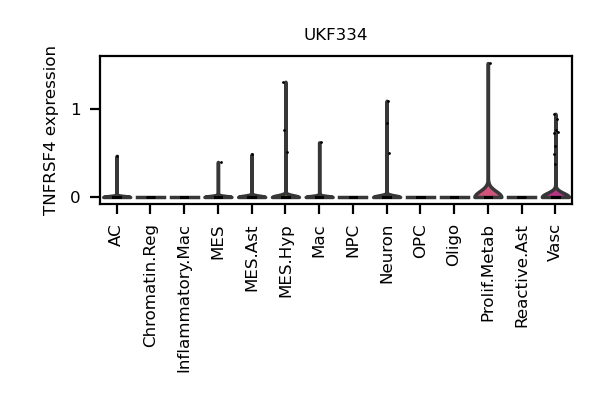 UKF334
TNFRSF4 expression
1
0
AC
Chromatin.Reg
Inflammatory.Mac
MES
MES.Ast
MES.Hyp
Mac
NPC
Neuron
OPC
Oligo
Prolif.Metab
Reactive.Ast
Vasc